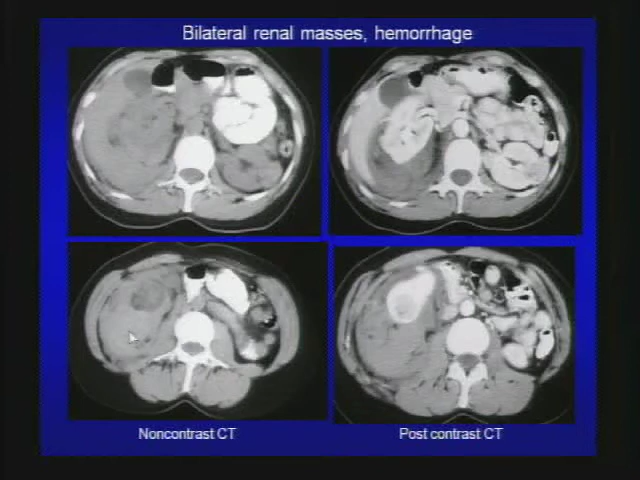 Bilateral renal masses, hemorrhage
Noncontrast CT
Post contrast CT